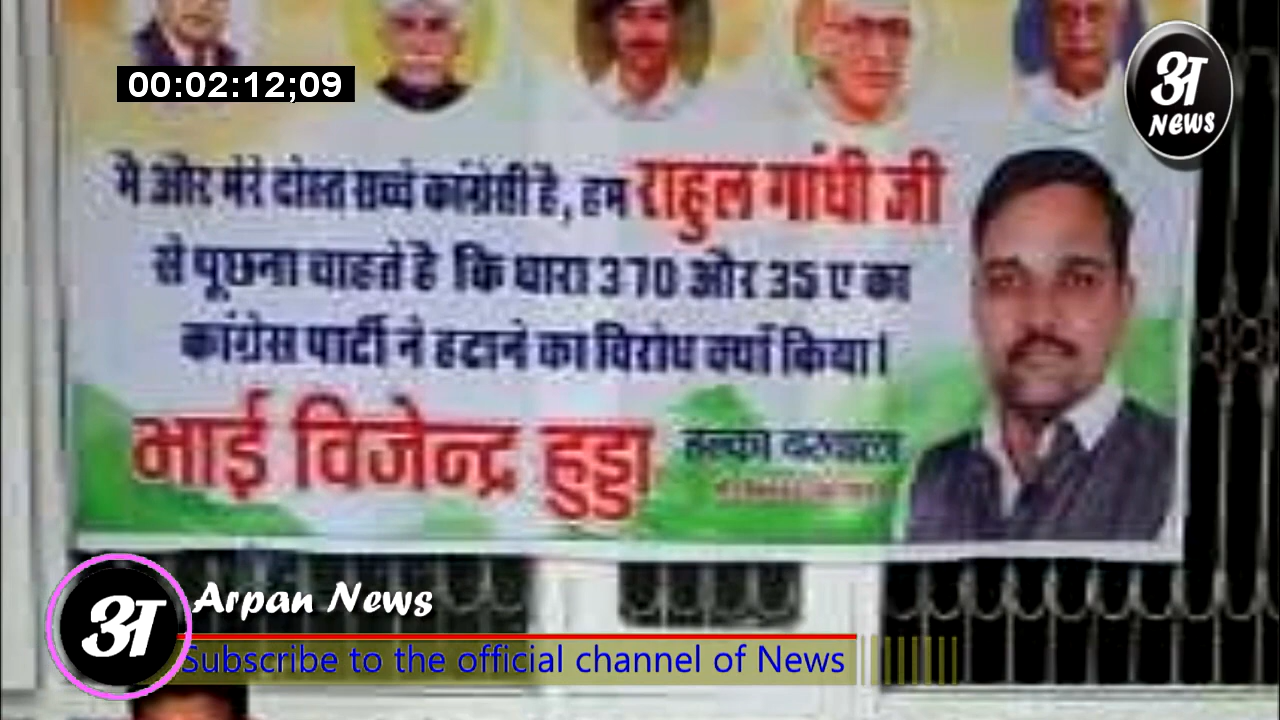 00:02:12;09
अ
NEWS
मै और मेरे दोस्त सच्चे कांग्रेसी है, हम राहुल गांधी जी
से पूछना चाहते है कि धारा 370 और 35 ए का
कांग्रेस पार्टी ने हटाने का विरोध क्यों किया।
भाई विजेन्द्र हुड्डा
अ
Arpan News
Subscribe to the official channel of News